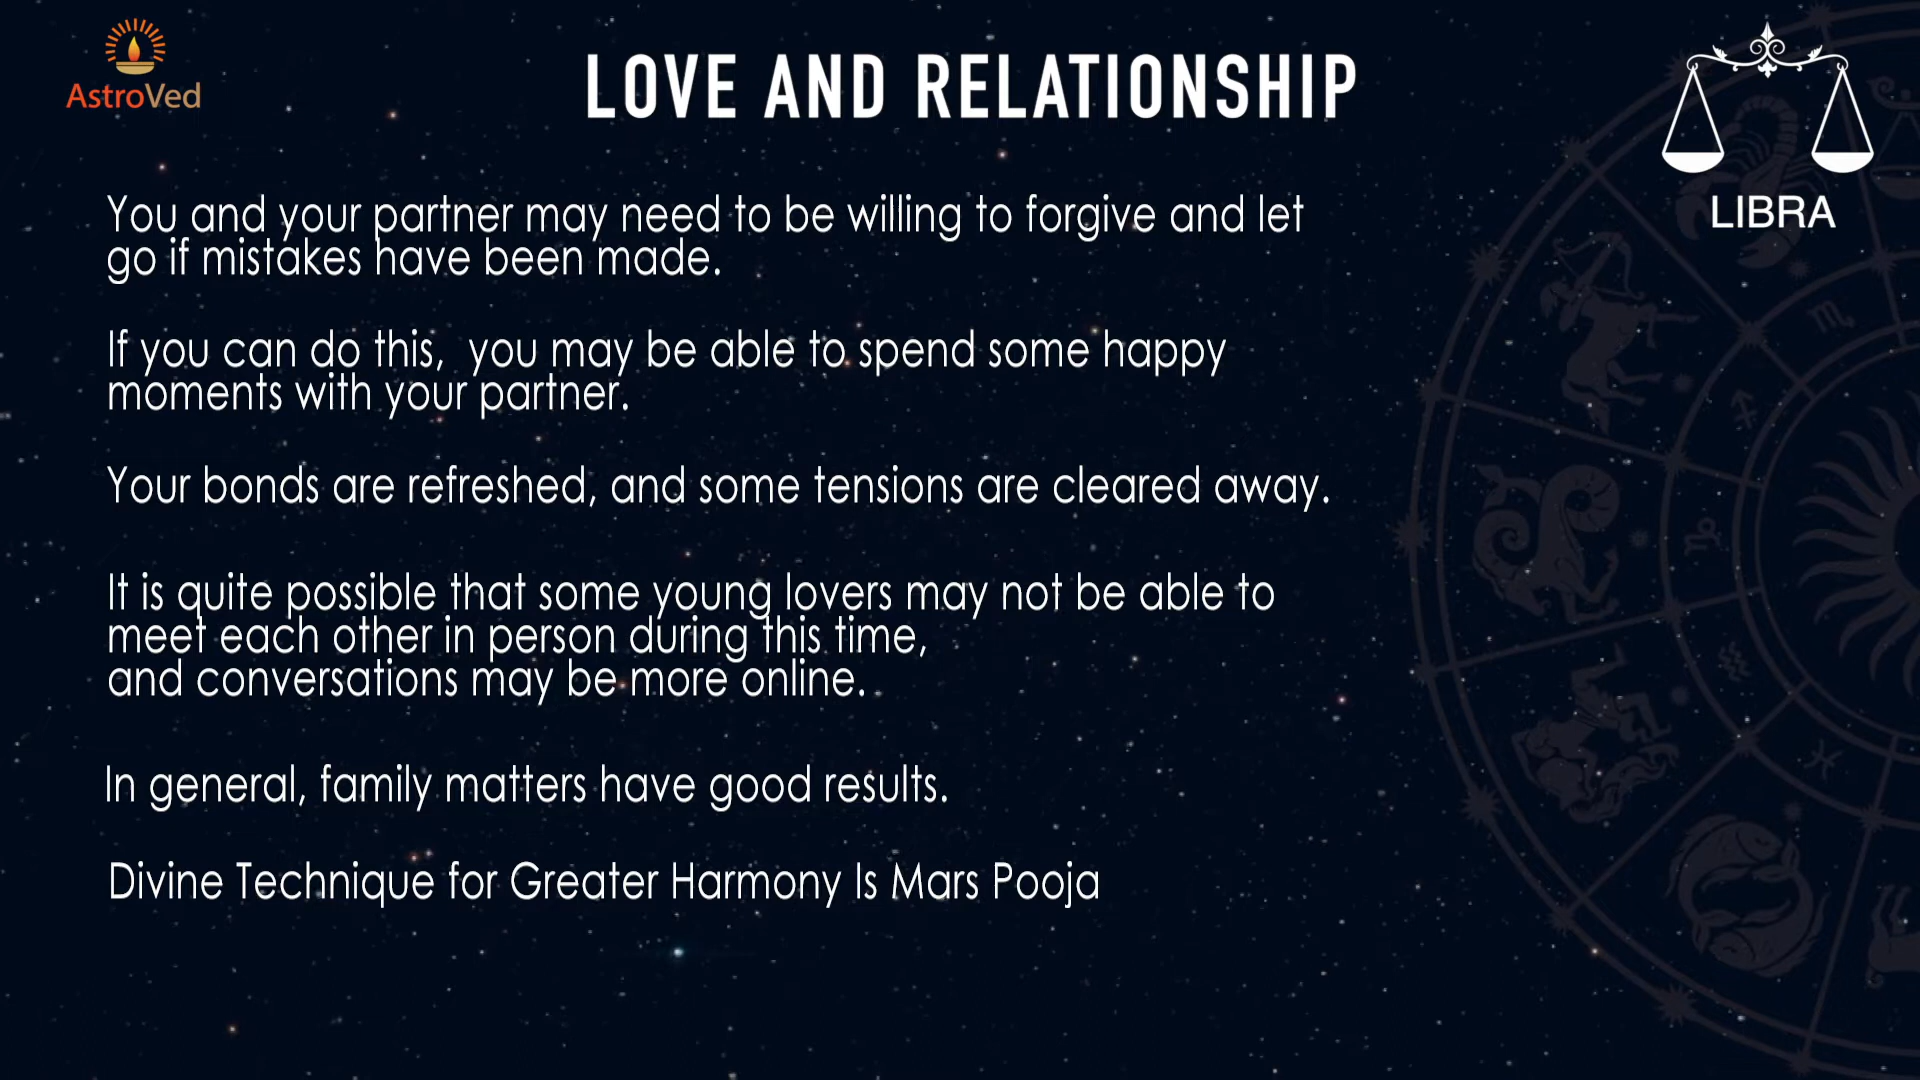 AstroVed
LOVE AND RELATIONSHIP
LIBRA
You and your partner may need to be willing to forgive and let
go if mistakes have been made.
If you can do this,  you may be able to spend some happy
moments with your partner.
Your bonds are refreshed, and some tensions are cleared away.
It is quite possible that some young lovers may not be able to
meet each other in person during this time,
and conversations may be more online.
In general, family matters have good results.
Divine Technique for Greater Harmony Is Mars Pooja